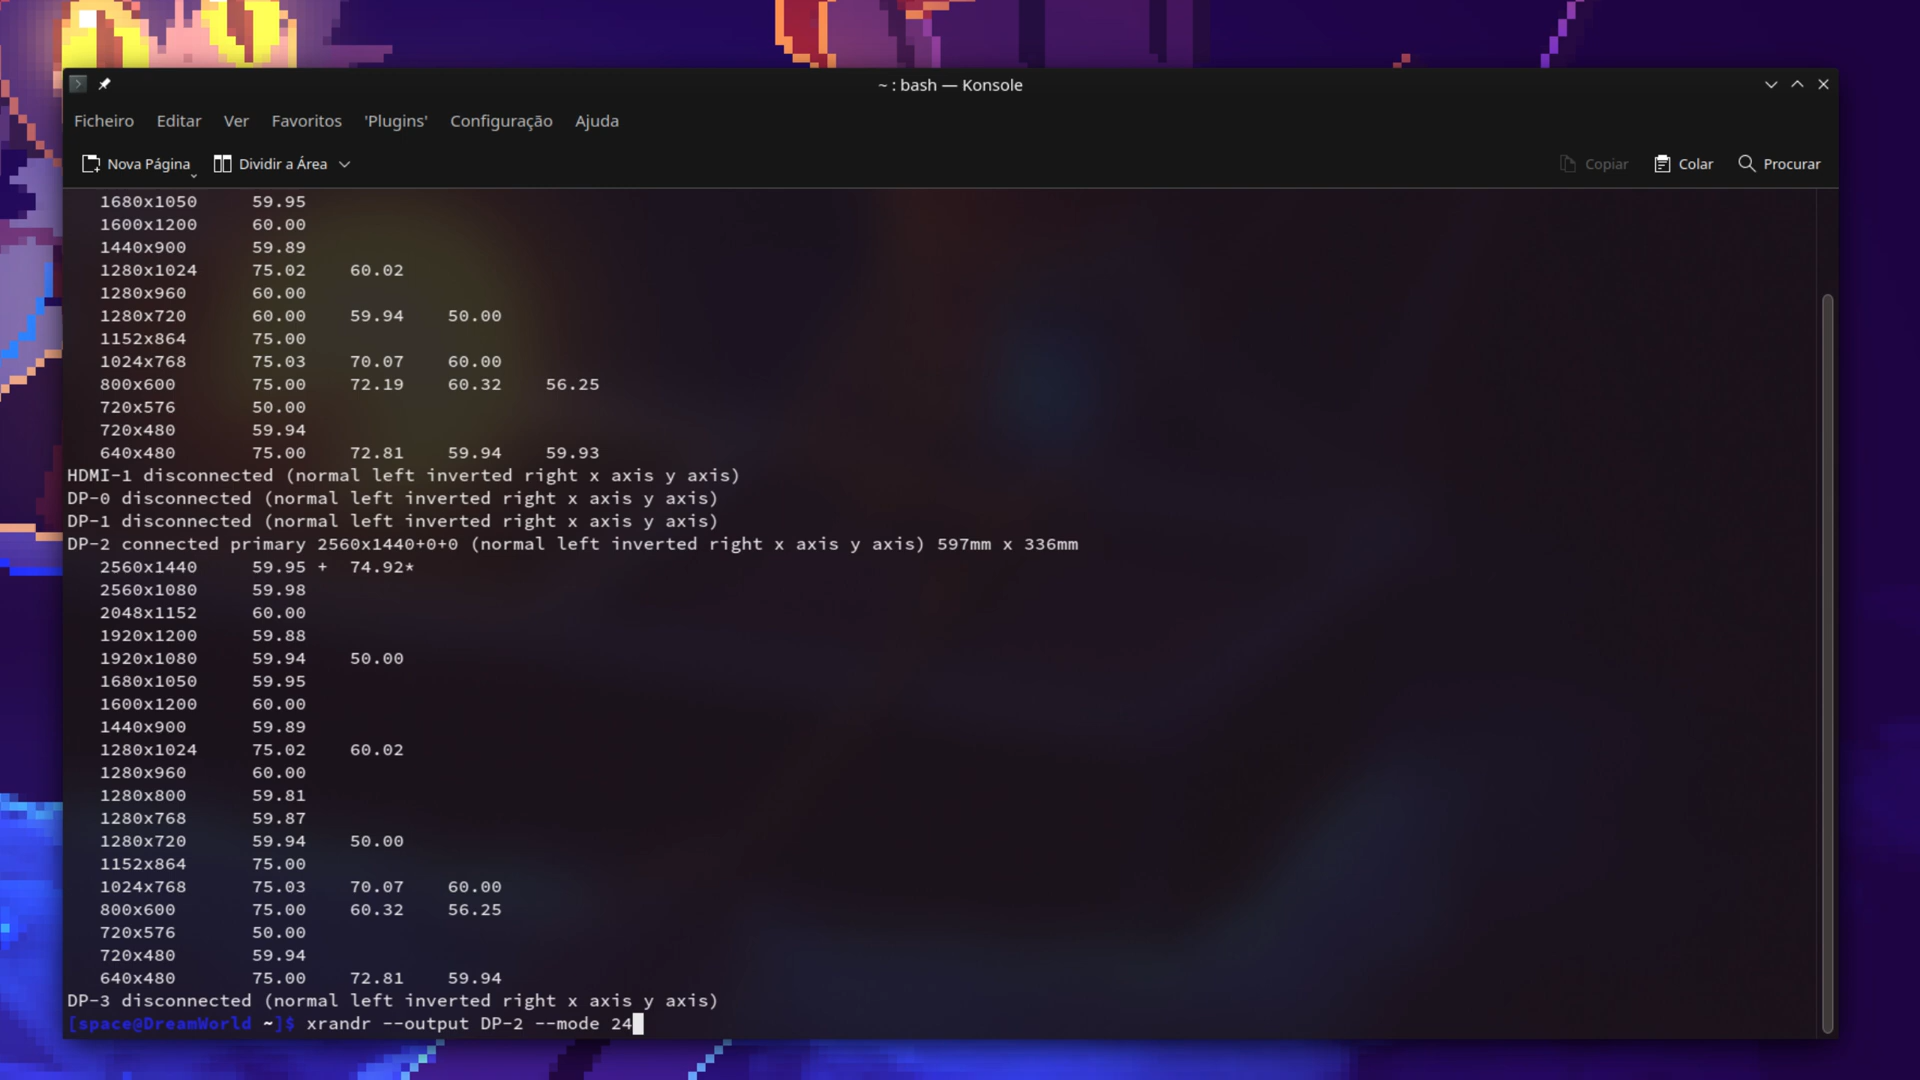 ~ : bash — Konsole
Ficheiro Editar Ver Favoritos 'Plugins' Configuração Ajuda
Nova Página Dividir a Área Copiar Colar Procurar
1680x1050 59.95
1600x1200 60.00
1440x900 59.89
1280x1024 75.02 60.02
1280x960 60.00
1280x720 60.00 59.94 50.00
1152x864 75.00
1024x768 75.03 70.07 60.00
800x600 75.00 72.19 60.32 56.25
720x576 50.00
720x480 59.94
640x480 75.00 72.81 59.94 59.93
HDMI-1 disconnected (normal left inverted right x axis y axis)
DP-0 disconnected (normal left inverted right x axis y axis)
DP-1 disconnected (normal left inverted right x axis y axis)
DP-2 connected primary 2560x1440+0+0 (normal left inverted right x axis y axis) 597mm x 336mm
2560x1440 59.95 + 74.92*
2560x1080 59.98
2048x1152 60.00
1920x1200 59.88
1920x1080 59.94 50.00
1680x1050 59.95
1600x1200 60.00
1440x900 59.89
1280x1024 75.02 60.02
1280x960 60.00
1280x800 59.81
1280x768 59.87
1280x720 59.94 50.00
1152x864 75.00
1024x768 75.03 70.07 60.00
800x600 75.00 60.32 56.25
720x576 50.00
720x480 59.94
640x480 75.00 72.81 59.94
DP-3 disconnected (normal left inverted right x axis y axis)
[space@DreamWorld ~]$ xrandr --output DP-2 --mode 24